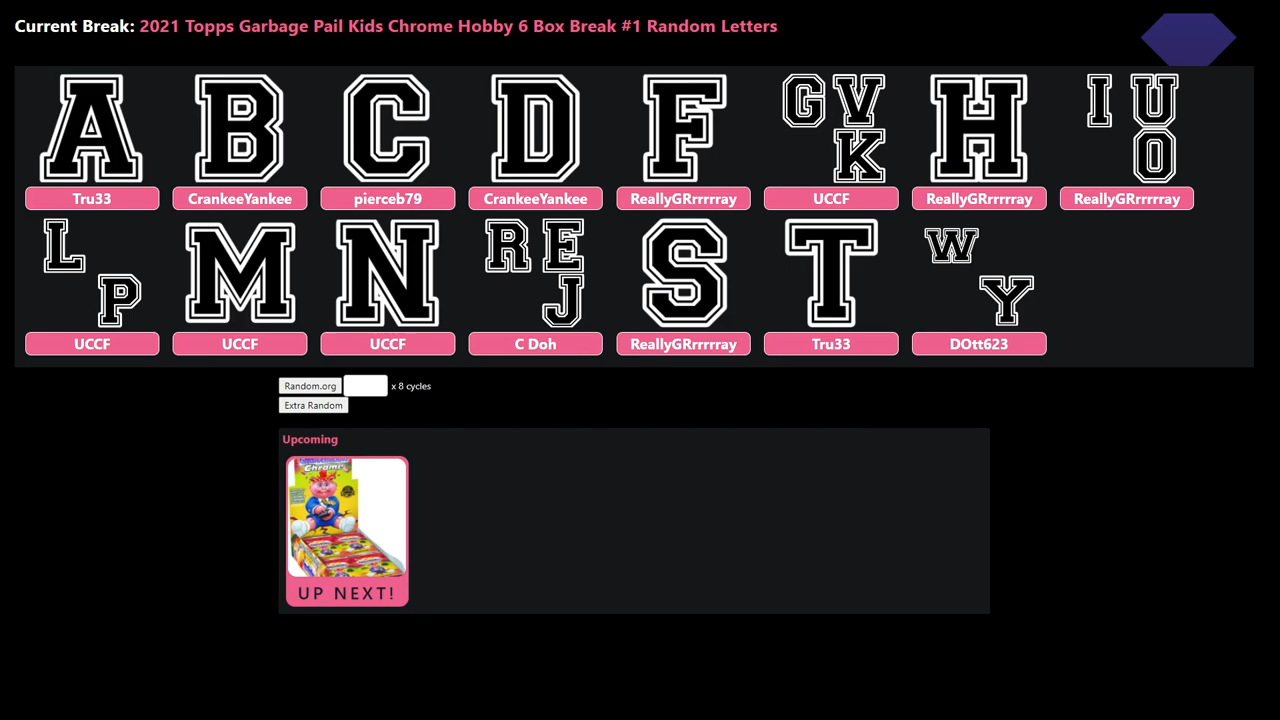 Current Break: 2021 Topps Garbage Pail Kids Chrome Hobby 6 Box Break #1 Random Letters
A B C D F G V K H I U O
Tru33 CrankeeYankee pierceb79 CrankeeYankee ReallyGRrrrrray UCCF ReallyGRrrrrray ReallyGRrrrrray
L P M N R E J S T W Y
UCCF UCCF UCCF C Doh ReallyGRrrrrray Tru33 DOtt623
Random.org x 8 cycles
Extra Random
Upcoming
Chrome
UP NEXT!